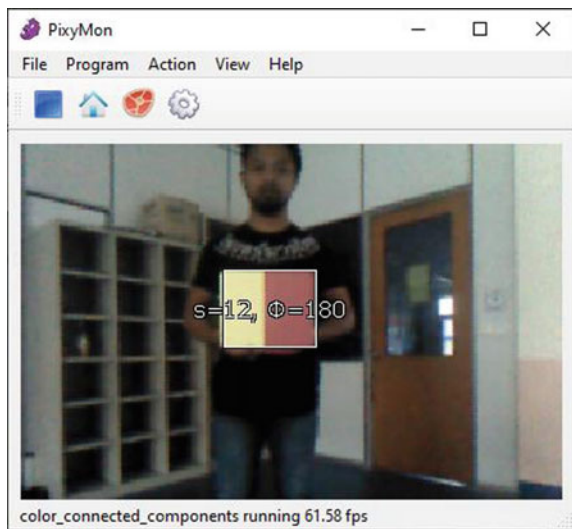 PixyMon
File Program Action View Help
s=12, Φ=180
color_connected_components running 61.58 fps